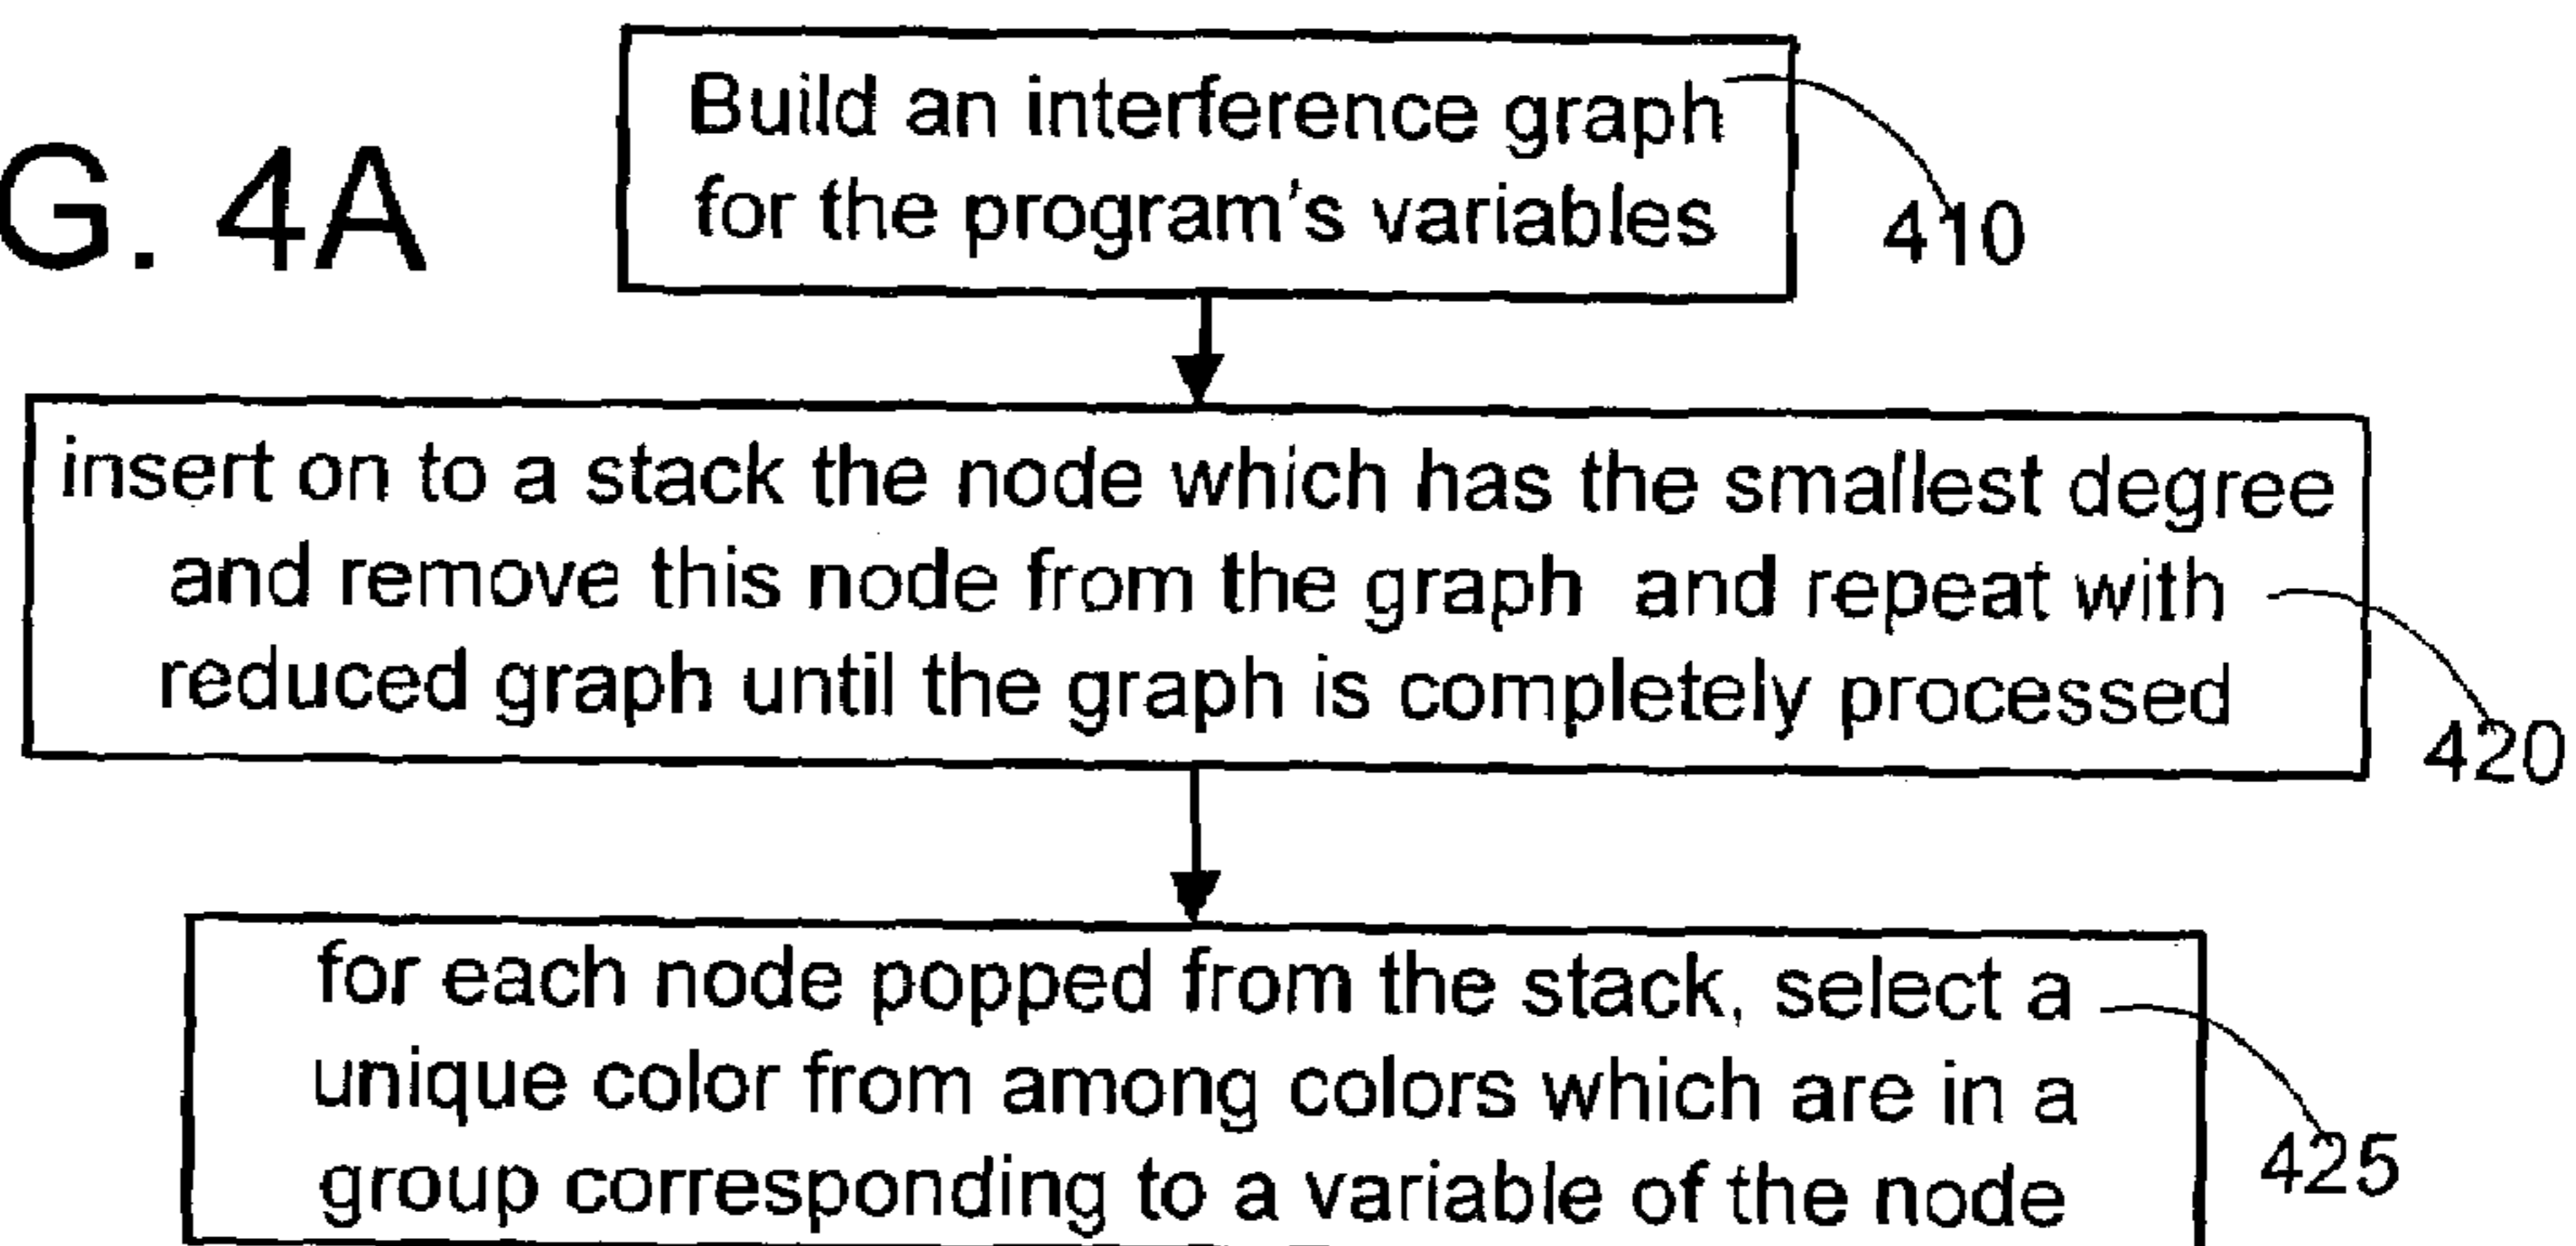 G. 4A
Build an interference graph
for the program's variables
410
insert on to a stack the node which has the smallest degree
and remove this node from the graph and repeat with
reduced graph until the graph is completely processed
420
for each node popped from the stack, select a
unique color from among colors which are in a
group corresponding to a variable of the node
425